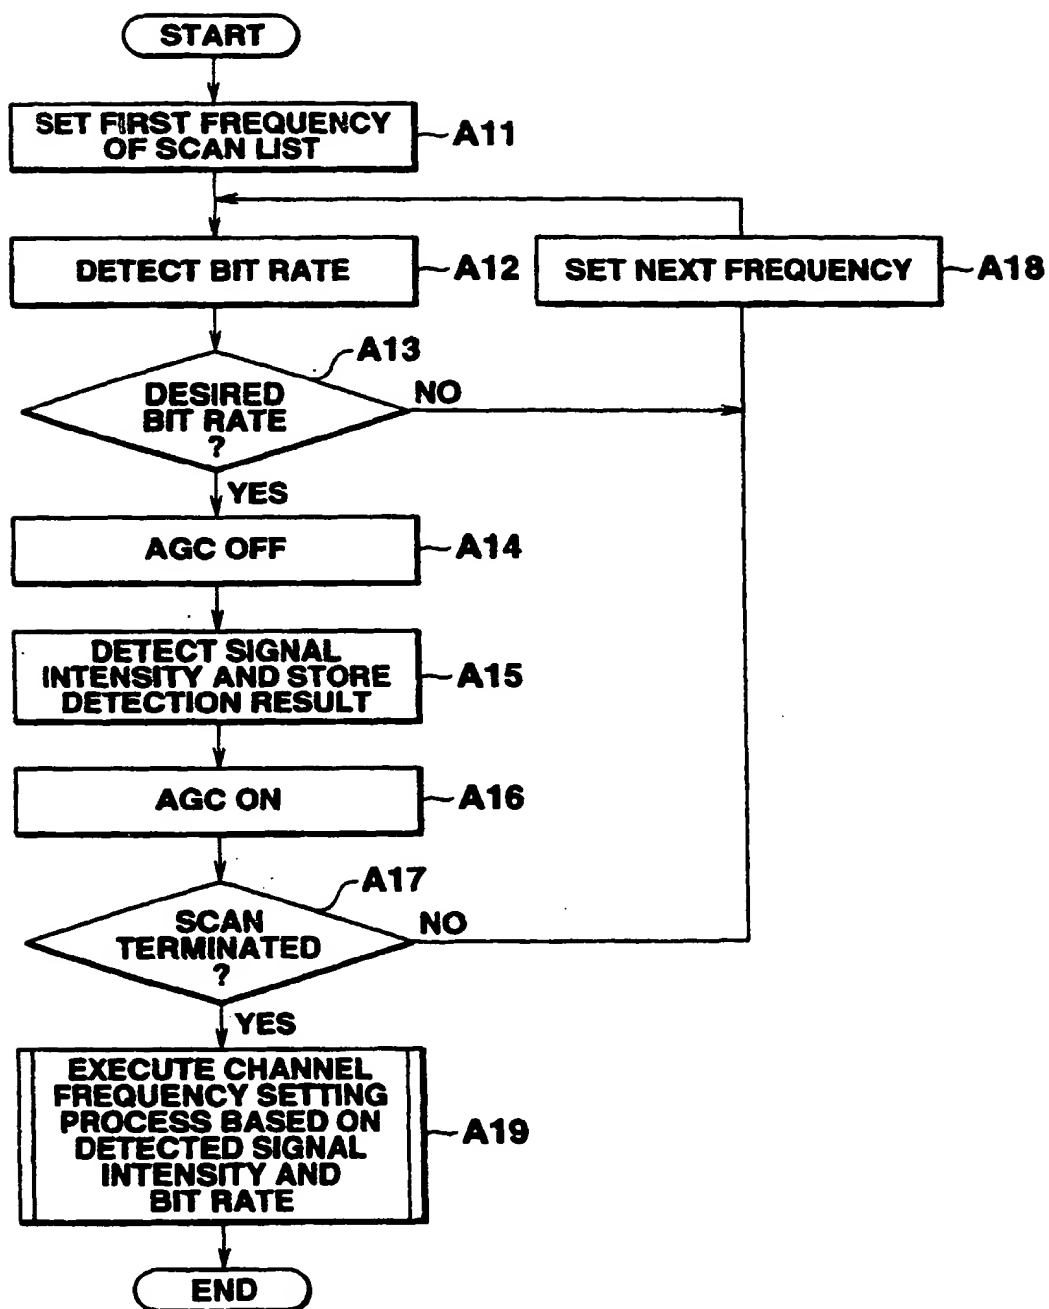 START
SET FIRST FREQUENCY
OF SCAN LIST
A11
DETECT BIT RATE
A12
SET NEXT FREQUENCY
A18
A13
DESIRED
BIT RATE
?
NO
YES
AGC OFF
A14
DETECT SIGNAL
INTENSITY AND STORE
DETECTION RESULT
A15
AGC ON
A16
A17
SCAN
TERMINATED
?
NO
YES
EXECUTE CHANNEL
FREQUENCY SETTING
PROCESS BASED ON
DETECTED SIGNAL
INTENSITY AND
BIT RATE
A19
END